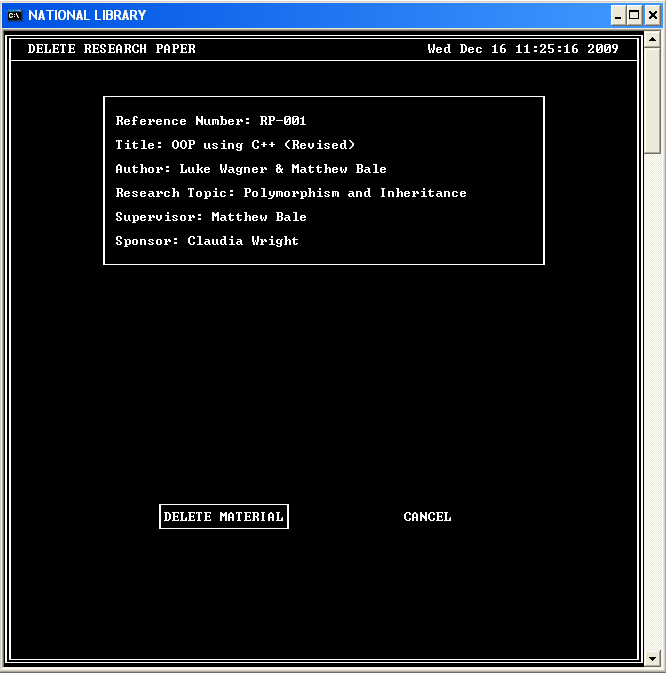 NATIONAL LIBRARY
DELETE RESEARCH PAPER Wed Dec 16 11:25:16 2009
Reference Number: RP-001
Title: OOP using C++ (Revised)
Author: Luke Wagner & Matthew Bale
Research Topic: Polymorphism and Inheritance
Supervisor: Matthew Bale
Sponsor: Claudia Wright
DELETE MATERIAL CANCEL